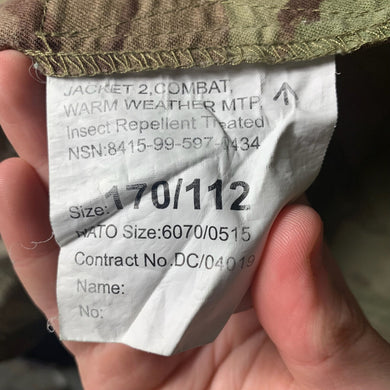 JACKET 2,COMBAT,
WARM WEATHER MTP,
Insect Repellent Treated
NSN:8415-99-597-
Size: 170/112
NATO Size:6070/0515
Contract No.DC/04019
Name:
No: